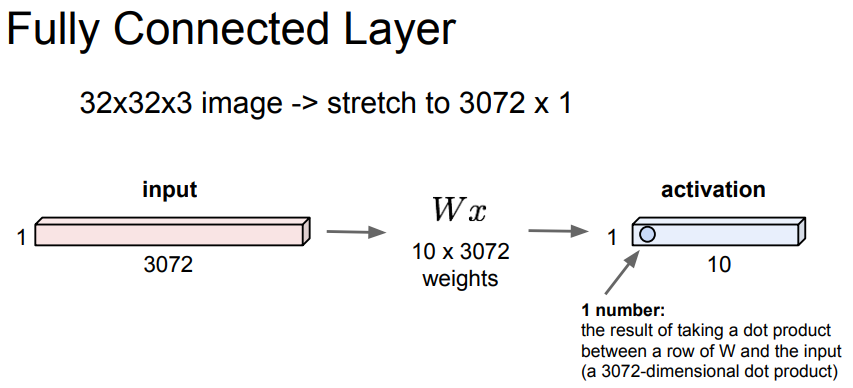 Fully Connected Layer
32x32x3 image -> stretch to 3072 x 1
input
1
3072
Wx
10 x 3072
weights
activation
1
10
1 number:
the result of taking a dot product
between a row of W and the input
(a 3072-dimensional dot product)